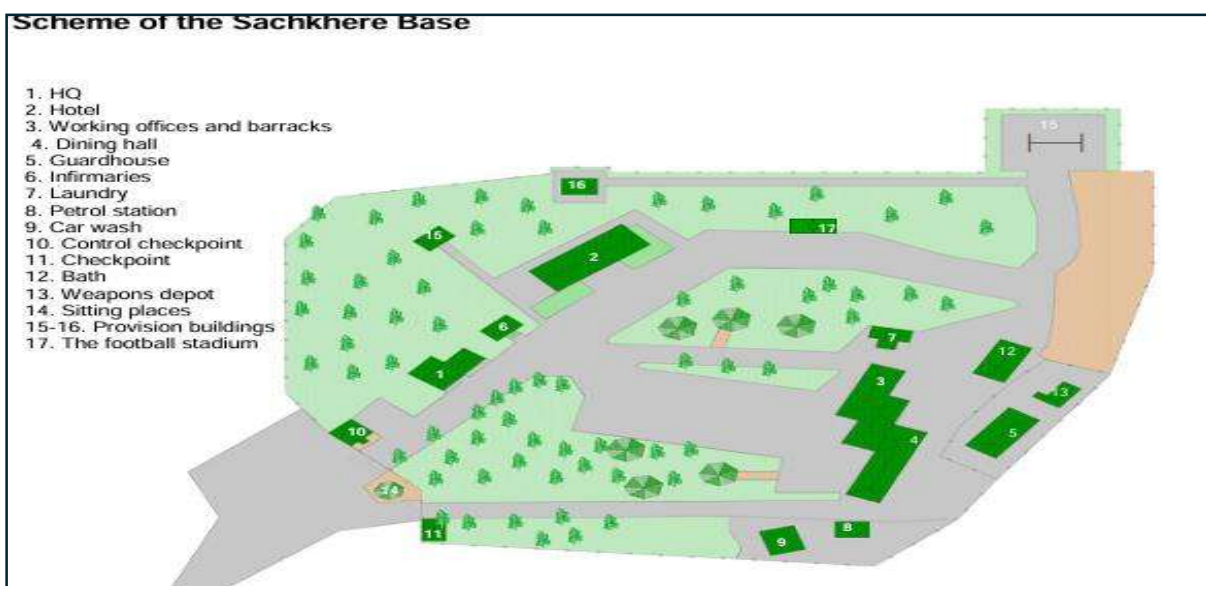 Scheme of the Sachkhere Base
1. HQ
2. Hotel
3. Working offices and barracks
4. Dining hall
5. Guardhouse
6. Infirmaries
7. Laundry
8. Petrol station
9. Car wash
10. Control checkpoint
11. Checkpoint
12. Bath
13. Weapons depot
14. Sitting places
15-16. Provision buildings
17. The football stadium
15
16
17
15
2
6
7
12
1
3
13
10
4
5
14
11
8
9